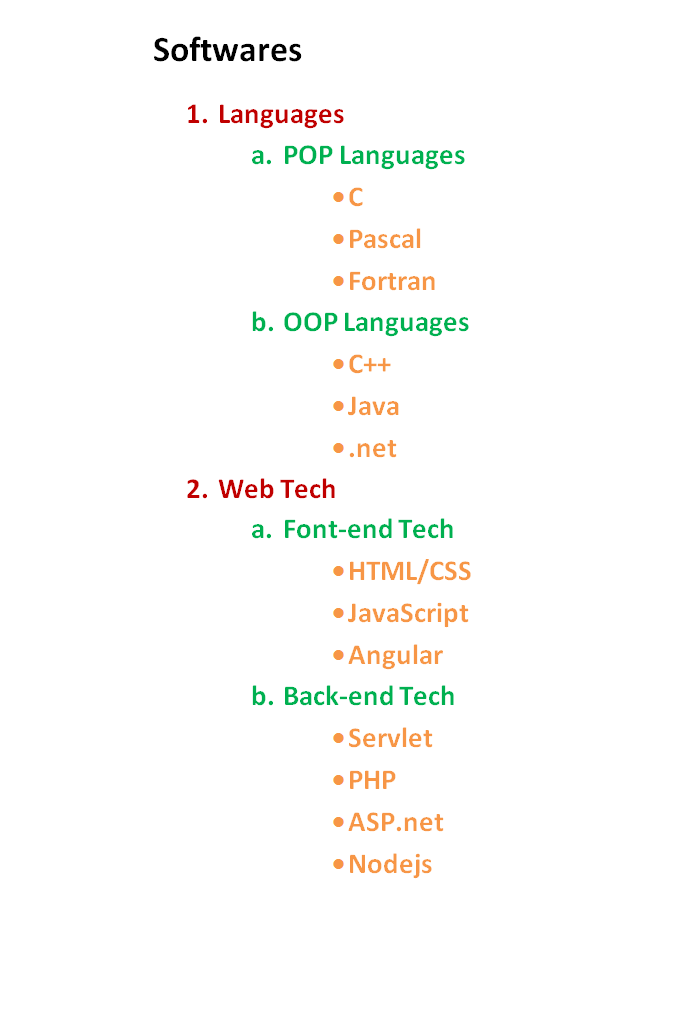 Softwares
1. Languages
a. POP Languages
•C
•Pascal
•Fortran
b. OOP Languages
•C++
•Java
•.net
2. Web Tech
a. Font-end Tech
•HTML/CSS
•JavaScript
•Angular
b. Back-end Tech
•Servlet
•PHP
•ASP.net
•Nodejs